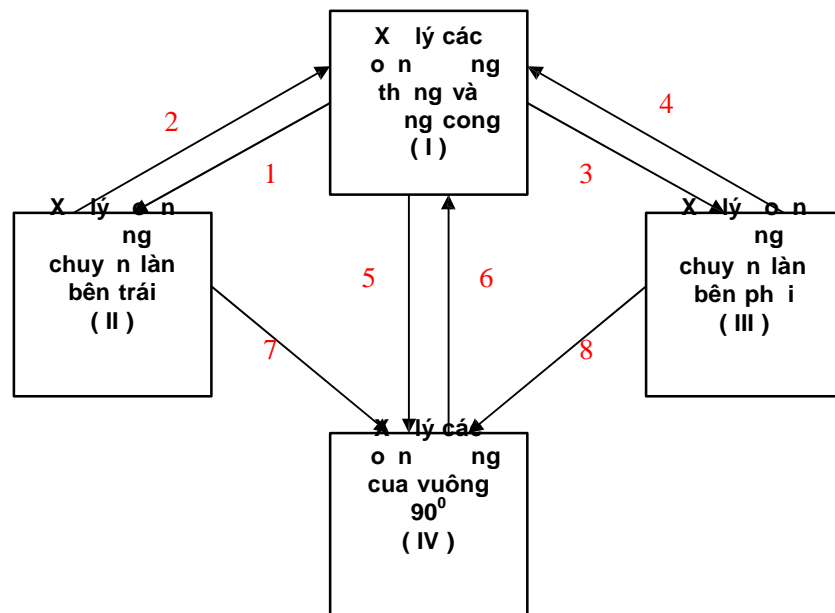 X lý các
o n ng
th ng và
ng cong
( I )
2
4
1
3
X lý o n
ng
chuy n làn
bên trái
( II )
X lý o n
ng
chuy n làn
bên ph i
( III )
5
6
7
8
X lý các
o n ng
cua vuông
90⁰
( IV )